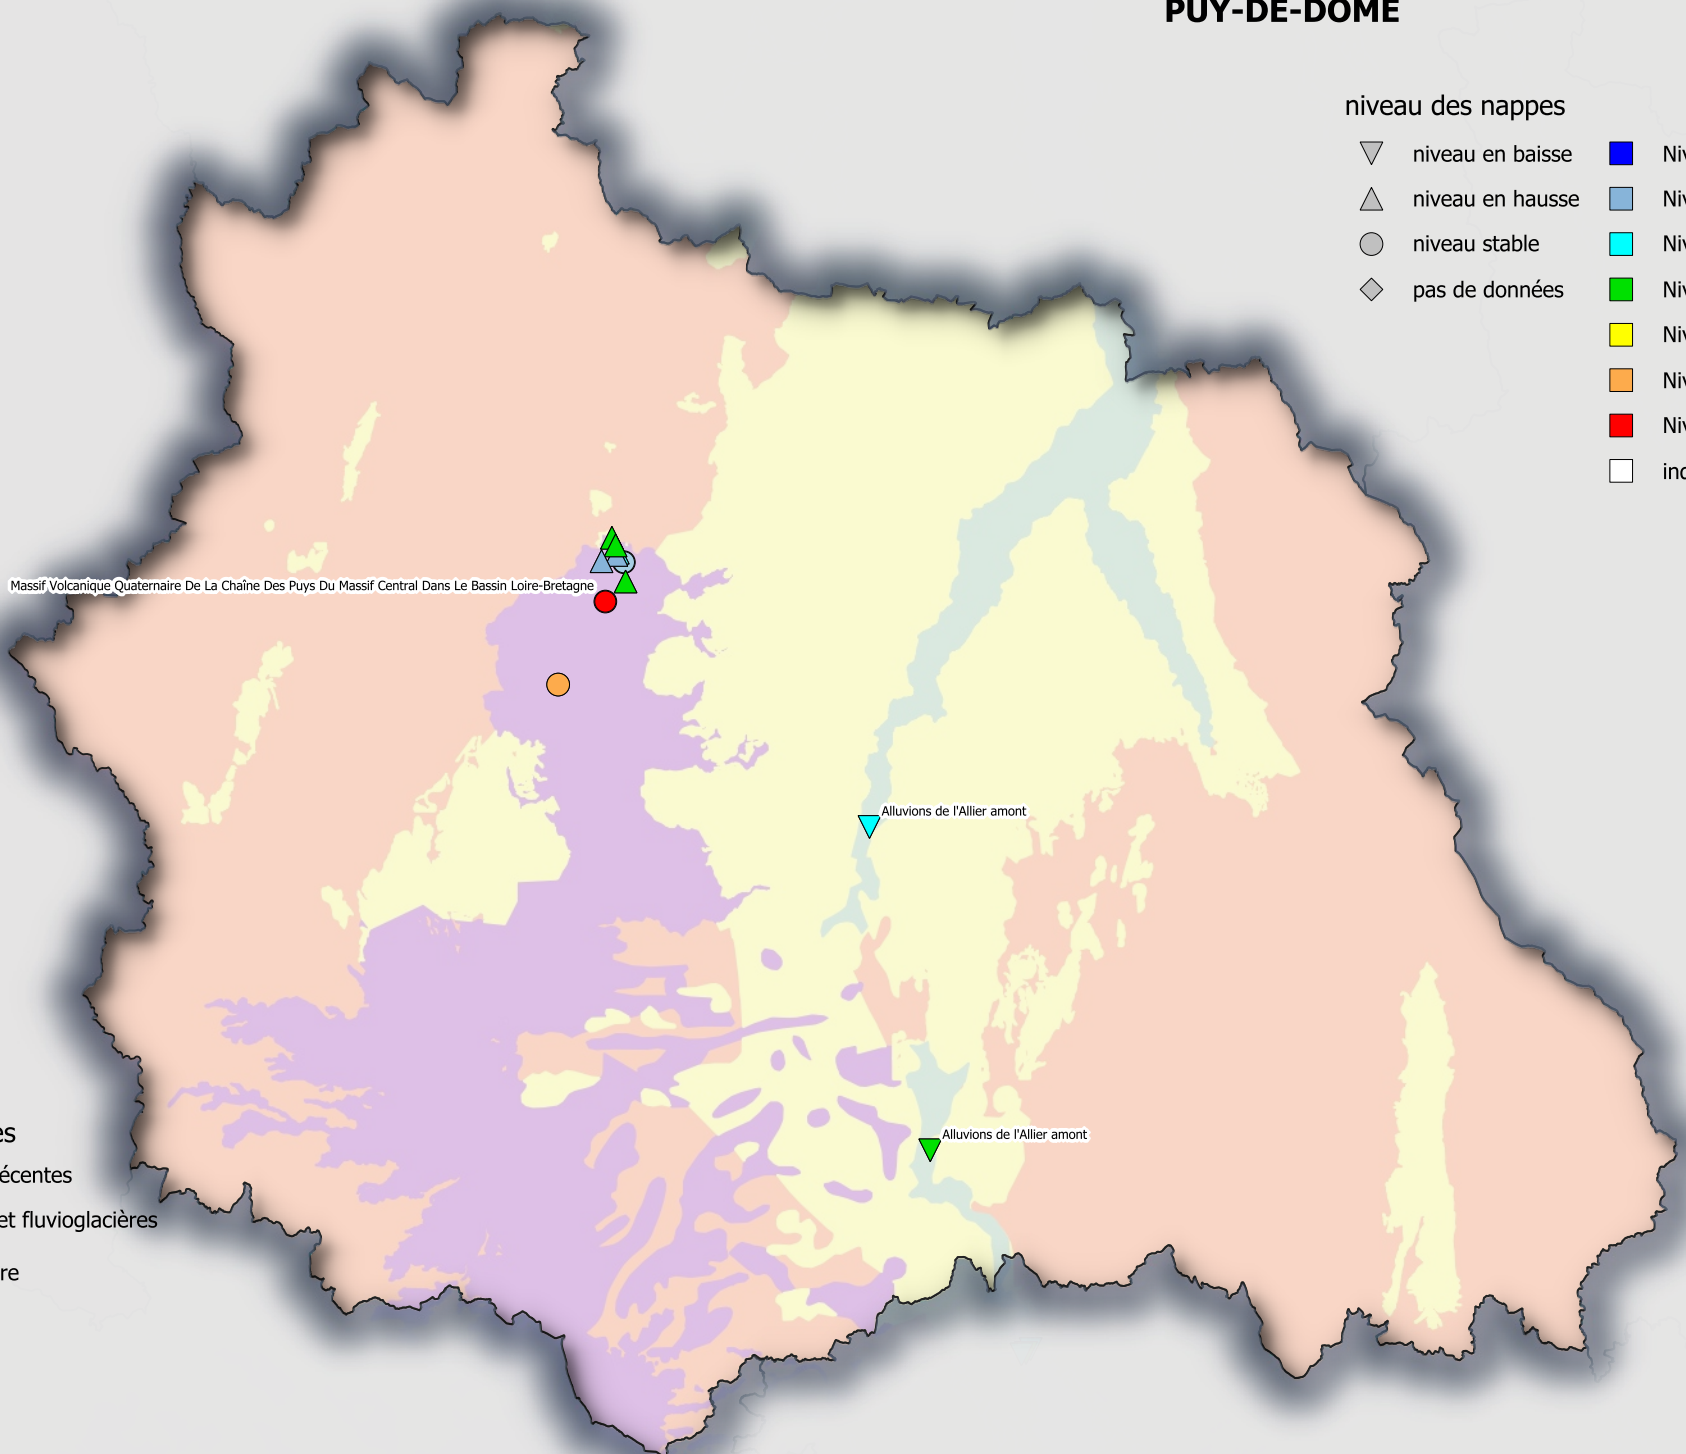 PUY-DE-DOME
niveau des nappes
niveau en baisse
niveau en hausse
niveau stable
pas de données
Massif Volcanique Quaternaire De La Chaîne Des Puys Du Massif Central Dans Le Bassin Loire-Bretagne
Alluvions de l'Allier amont
Alluvions de l'Allier amont
et fluvioglacières